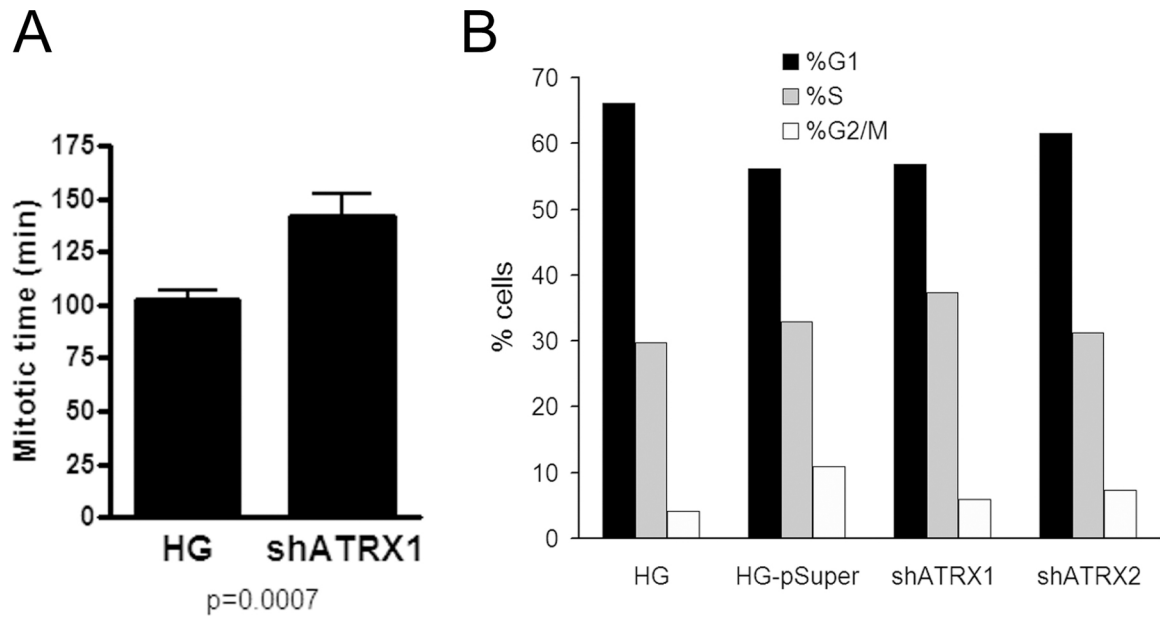 A
175
150
125
100
75
50
25
0
Mitotic time (min)
HG shATRX1
p=0.0007
B
%G1
%S
%G2/M
70
60
50
40
30
20
10
0
% cells
HG HG-pSuper shATRX1 shATRX2